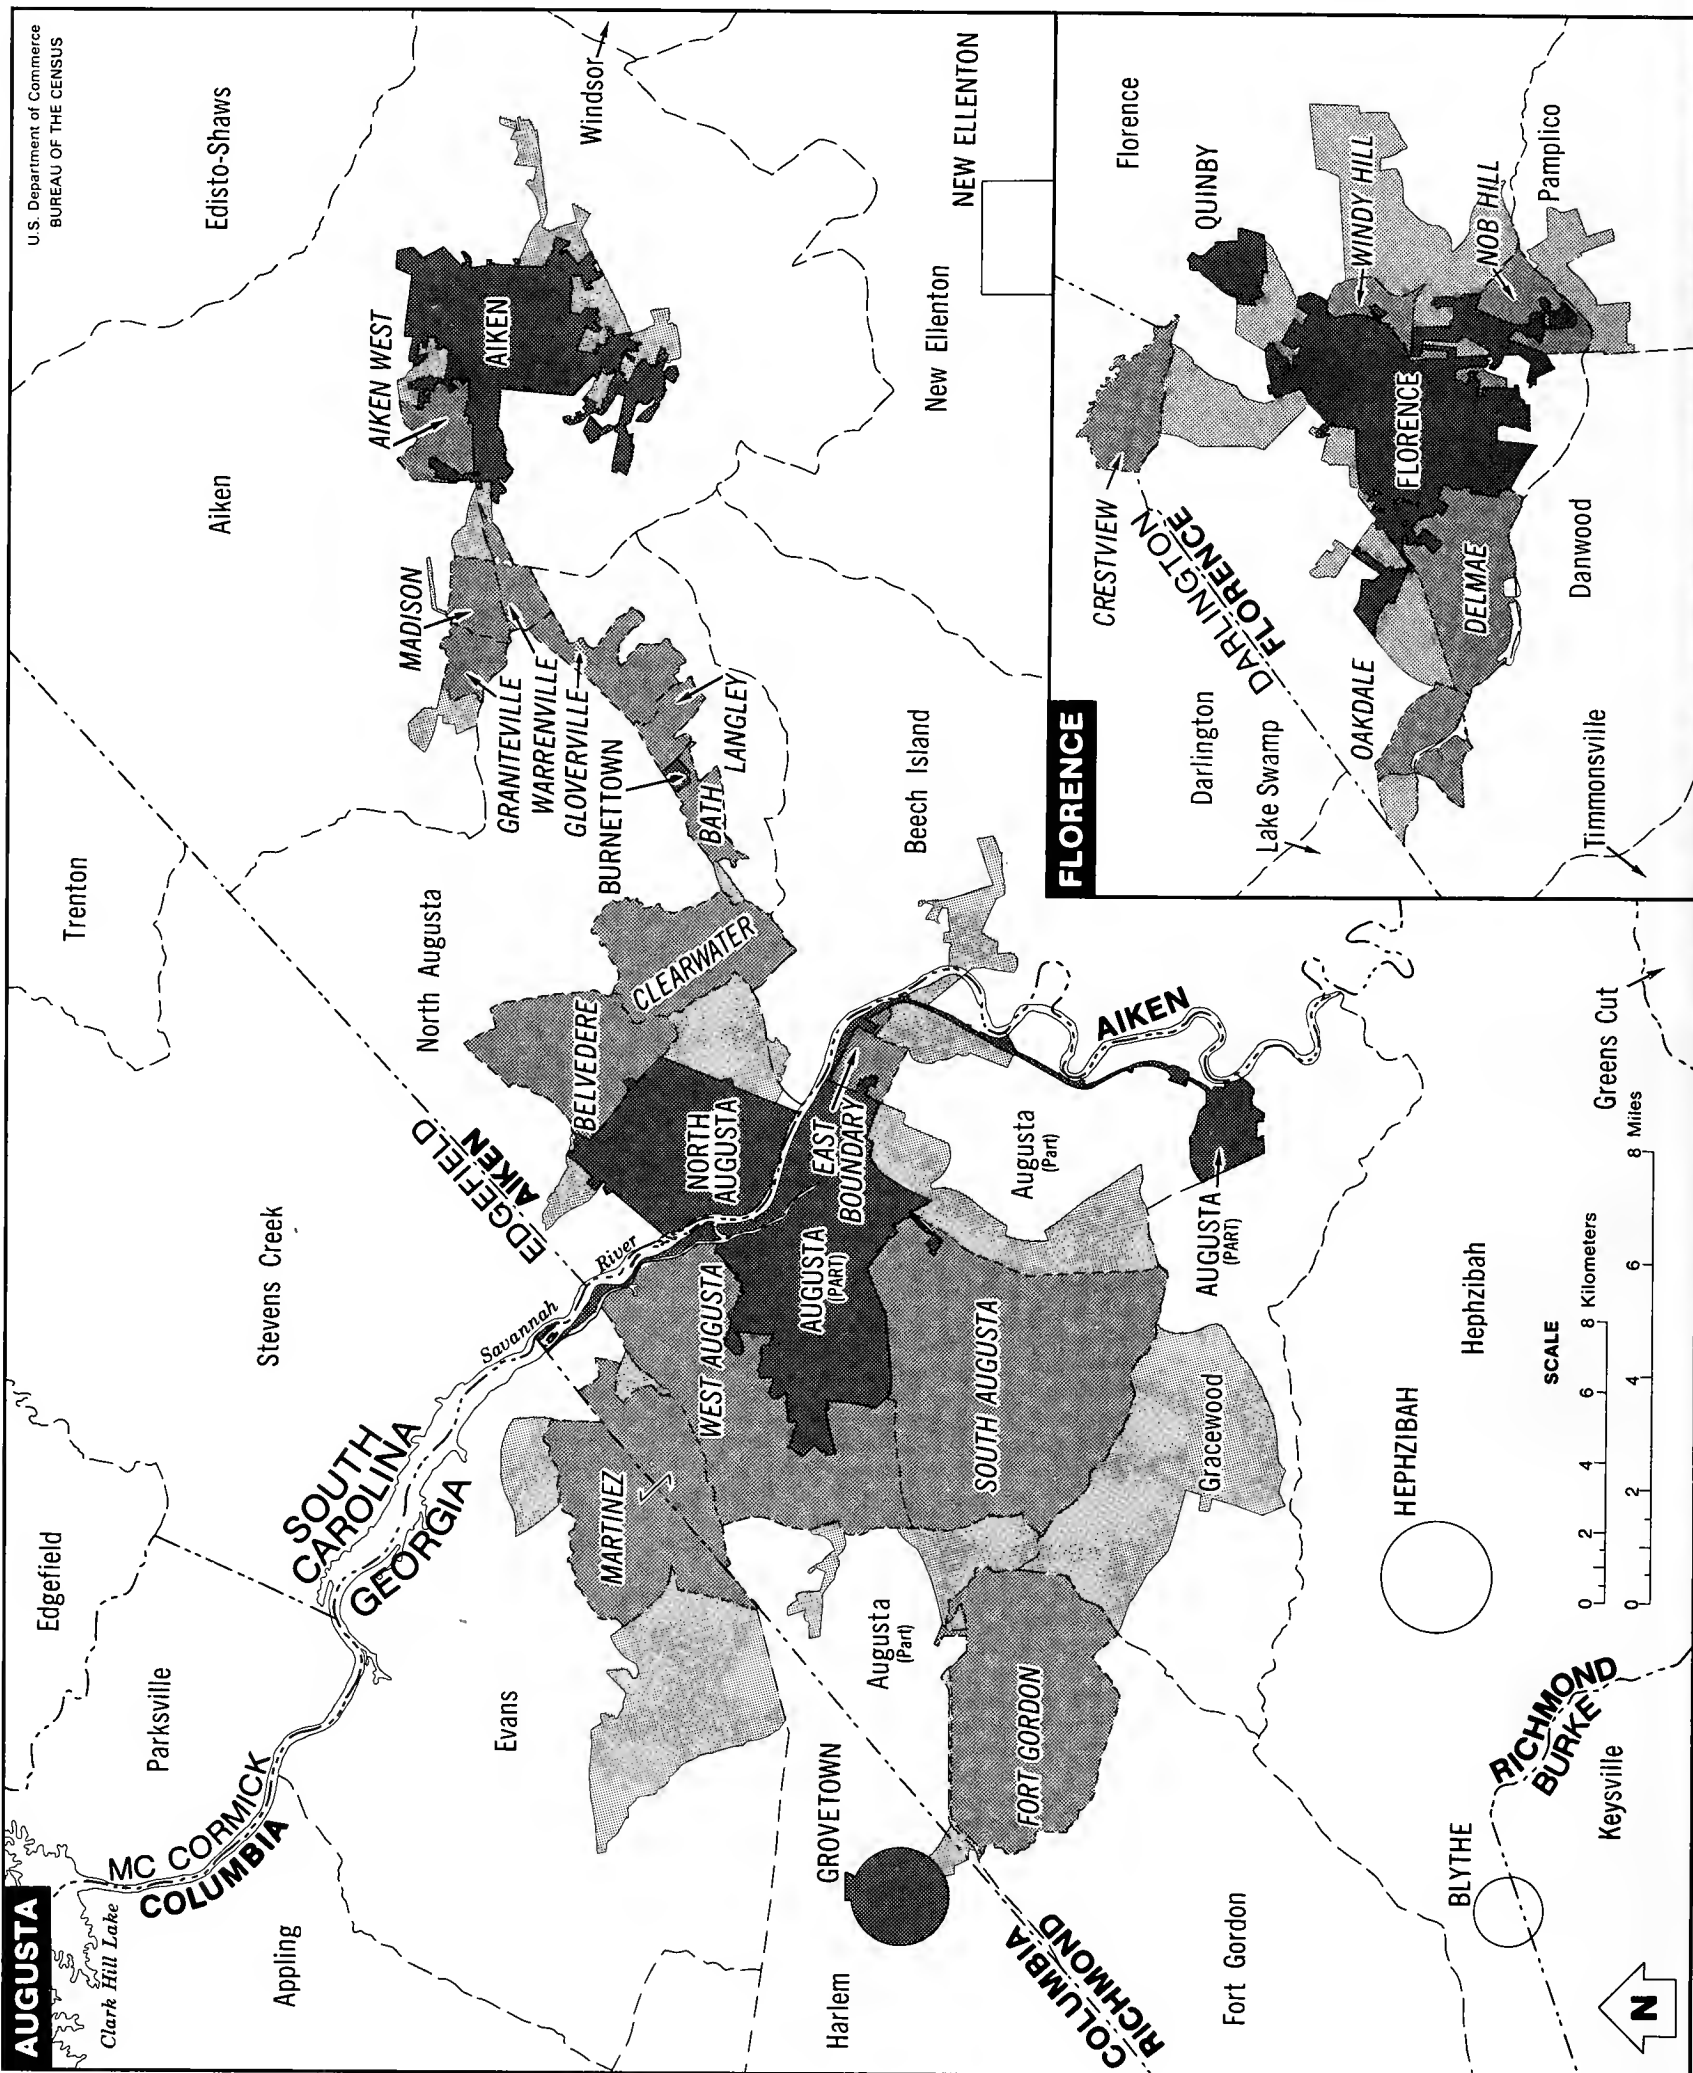 AUGUSTA
U.S. Department of Commerce
BUREAU OF THE CENSUS
Clark Hill Lake
MC CORMICK
COLUMBIA
Appling
Parksville
Edgefield
SOUTH
CAROLINA
GEORGIA
Evans
Harlem
Stevens Creek
Savannah River
EDGEFIELD
AIKEN
Trenton
North Augusta
Aiken
Edisto-Shaws
Windsor
AIKEN WEST
AIKEN
MADISON
GRANITEVILLE
WARRENVILLE
GLOVERVILLE
BURNETTOWN
BATH
LANGLEY
CLEARWATER
BELVEDERE
NORTH
AUGUSTA
EAST
BOUNDARY
AUGUSTA
(PART)
WEST AUGUSTA
MARTINEZ
SOUTH AUGUSTA
Augusta
(Part)
GROVETOWN
FORT GORDON
COLUMBIA
RICHMOND
Fort Gordon
Gracewood
Augusta
(Part)
AUGUSTA
(PART)
AIKEN
Beech Island
New Ellenton
NEW ELLENTON
Hephzibah
HEPHZIBAH
Greens Cut
BLYTHE
Keysville
RICHMOND
BURKE
N
SCALE
0 2 4 6 8 Kilometers
0 2 4 6 8 Miles
FLORENCE
Darlington
Lake Swamp
DARLINGTON
FLORENCE
CRESTVIEW
QUINBY
Florence
WINDY HILL
NOB HILL
Pamplico
FLORENCE
DELMAE
OAKDALE
Danwood
Timmonsville